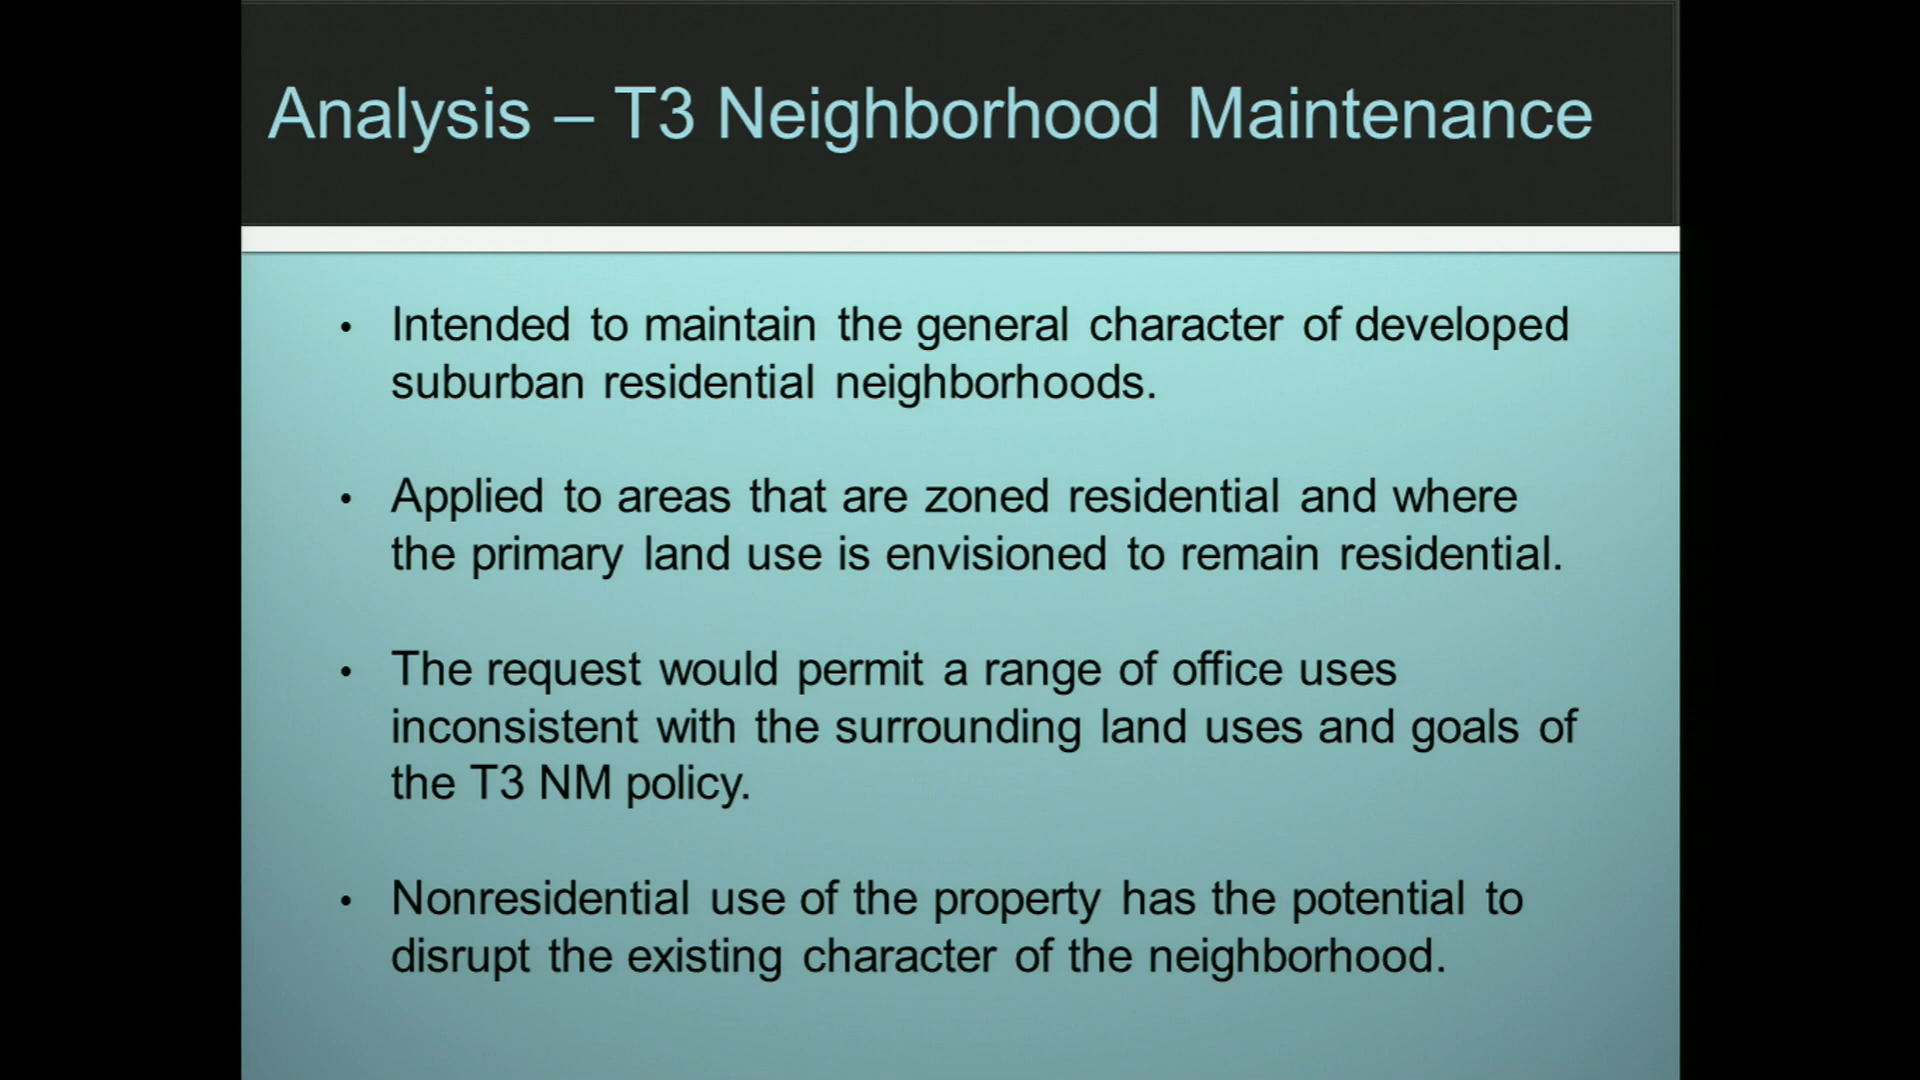 Analysis – T3 Neighborhood Maintenance
• Intended to maintain the general character of developed
suburban residential neighborhoods.
• Applied to areas that are zoned residential and where
the primary land use is envisioned to remain residential.
• The request would permit a range of office uses
inconsistent with the surrounding land uses and goals of
the T3 NM policy.
• Nonresidential use of the property has the potential to
disrupt the existing character of the neighborhood.